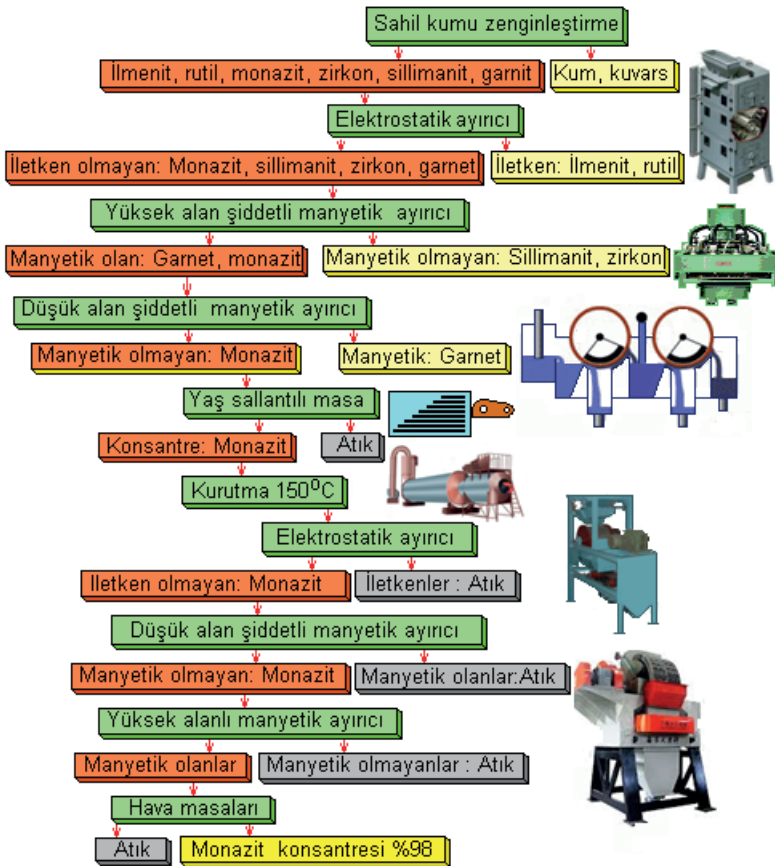 Sahil kumu zenginleştirme
İlmenit, rutil, monazit, zirkon, sillimanit, garnit
Kum, kuvars
Elektrostatik ayırıcı
İletken olmayan: Monazit, sillimanit, zirkon, garnet
İletken: İlmenit, rutil
Yüksek alan şiddetli manyetik ayırıcı
Manyetik olan: Garnet, monazit
Manyetik olmayan: Sillimanit, zirkon
Düşük alan şiddetli manyetik ayırıcı
Manyetik olmayan: Monazit
Manyetik: Garnet
Yaş sallantılı masa
Konsantre: Monazit
Atık
Kurutma 150⁰C
Elektrostatik ayırıcı
Iletken olmayan: Monazit
İletkenler : Atık
Düşük alan şiddetli manyetik ayırıcı
Manyetik olmayan: Monazit
Manyetik olanlar:Atık
Yüksek alanlı manyetik ayırıcı
Manyetik olanlar
Manyetik olmayanlar : Atık
Hava masaları
Atık
Monazit konsantresi %98